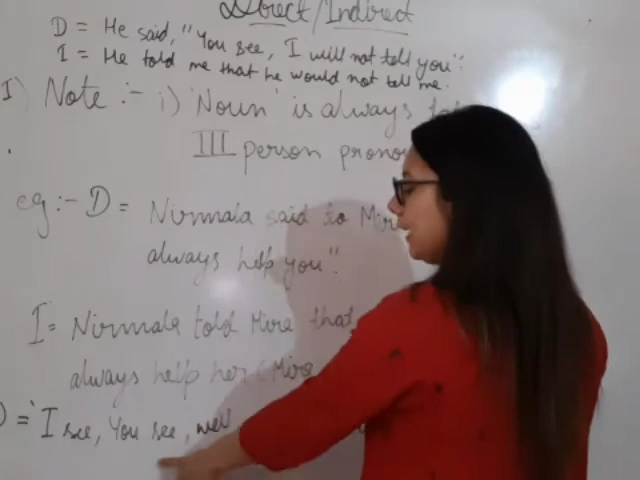 Direct/Indirect
D = He said, "You see, I will not tell you".
I = He told me that he would not tell me.
I) Note :- i) 'Noun' is always
III person
eg :- D = Nirmala said to
always help you".
I = Nirmala told Mira that
always help her (Mira
D = 'I see, You see, well